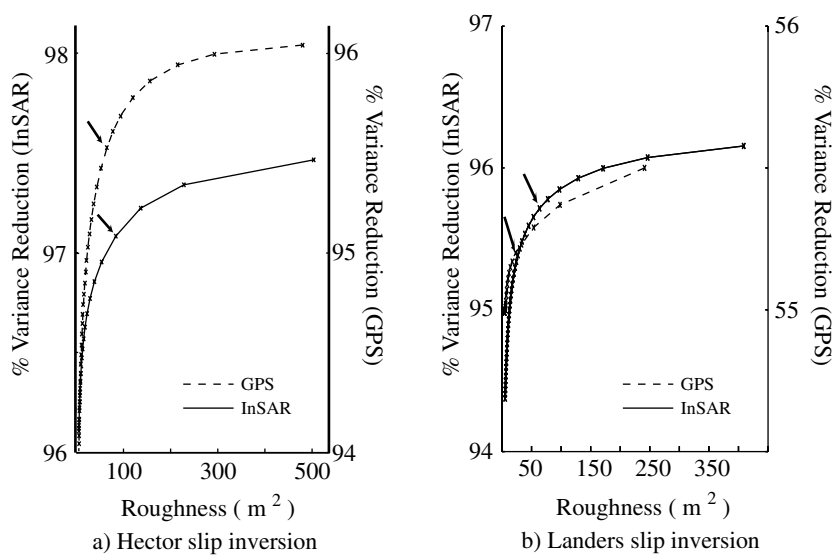 % Variance Reduction (InSAR)
98
97
96
% Variance Reduction (GPS)
96
95
94
GPS
InSAR
100 300 500
Roughness ( m 2 )
a) Hector slip inversion
% Variance Reduction (InSAR)
97
96
95
94
% Variance Reduction (GPS)
56
55
GPS
InSAR
50 150 250 350
Roughness ( m 2 )
b) Landers slip inversion